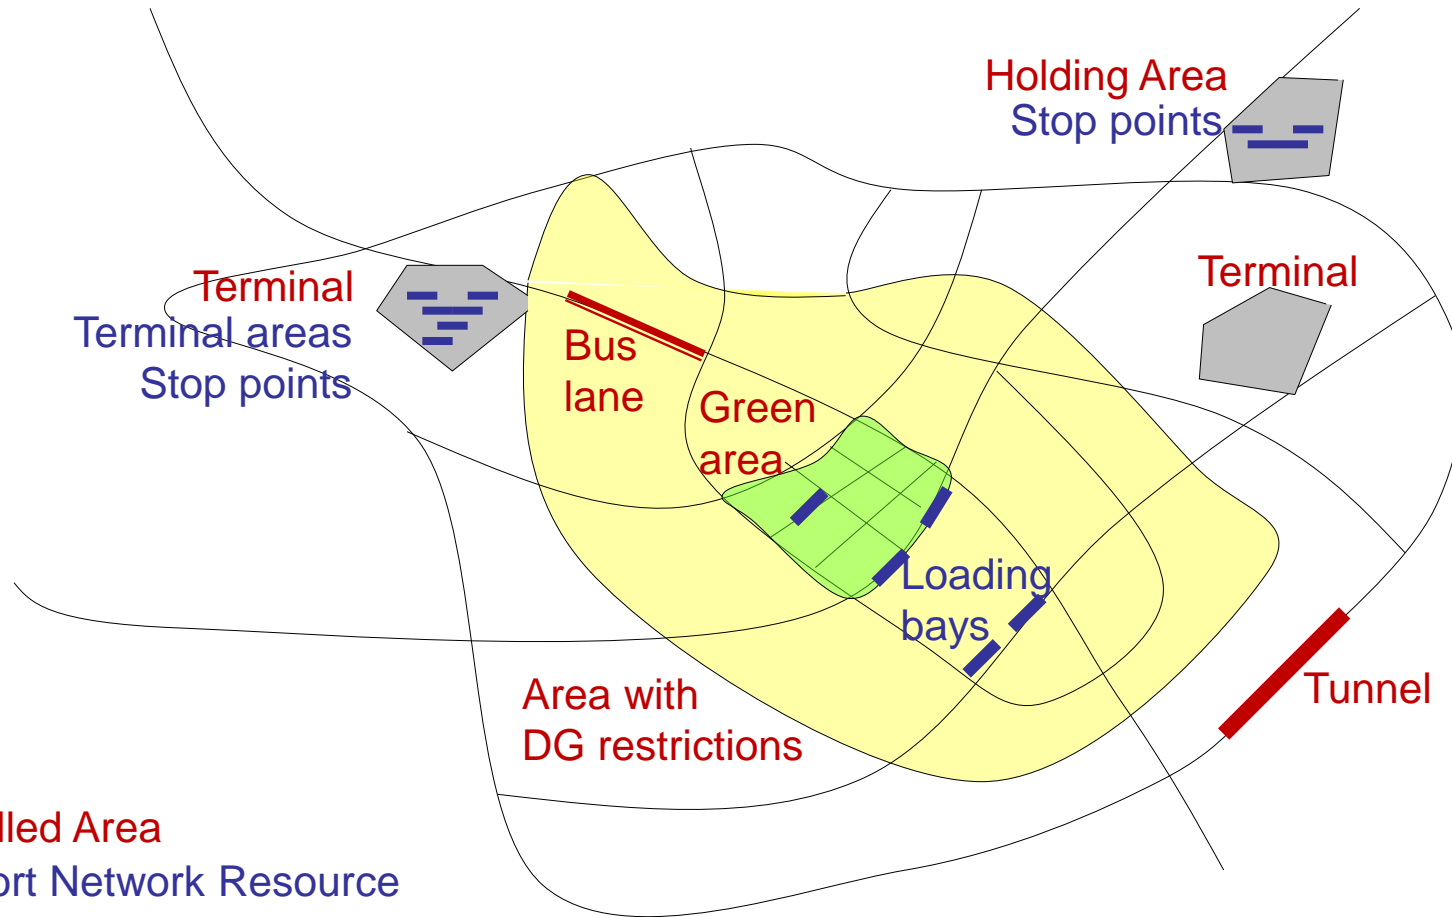 Holding Area
Stop points
Terminal
Terminal areas
Stop points
Terminal
Bus
lane
Green
area
Loading
bays
Area with
DG restrictions
Tunnel
lled Area
ort Network Resource